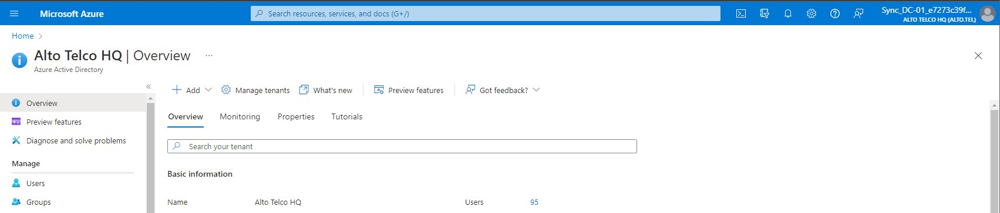 Microsoft Azure
Search resources, services, and docs (G+/)
Sync_DC-01_e7273c39f...
ALTO TELCO HQ (ALTO.TEL)
Home
Alto Telco HQ | Overview
Azure Active Directory
Add
Manage tenants
What's new
Preview features
Got feedback?
Overview
Preview features
Diagnose and solve problems
Manage
Users
Groups
Overview Monitoring Properties Tutorials
Search your tenant
Basic information
Name Alto Telco HQ Users 95